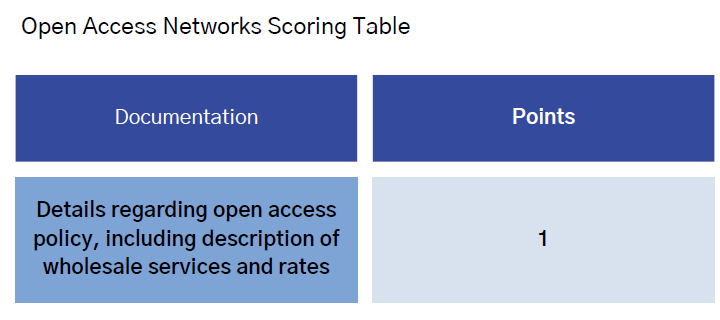 Open Access Networks Scoring Table
Documentation
Points
Details regarding open access
policy, including description of
wholesale services and rates
1